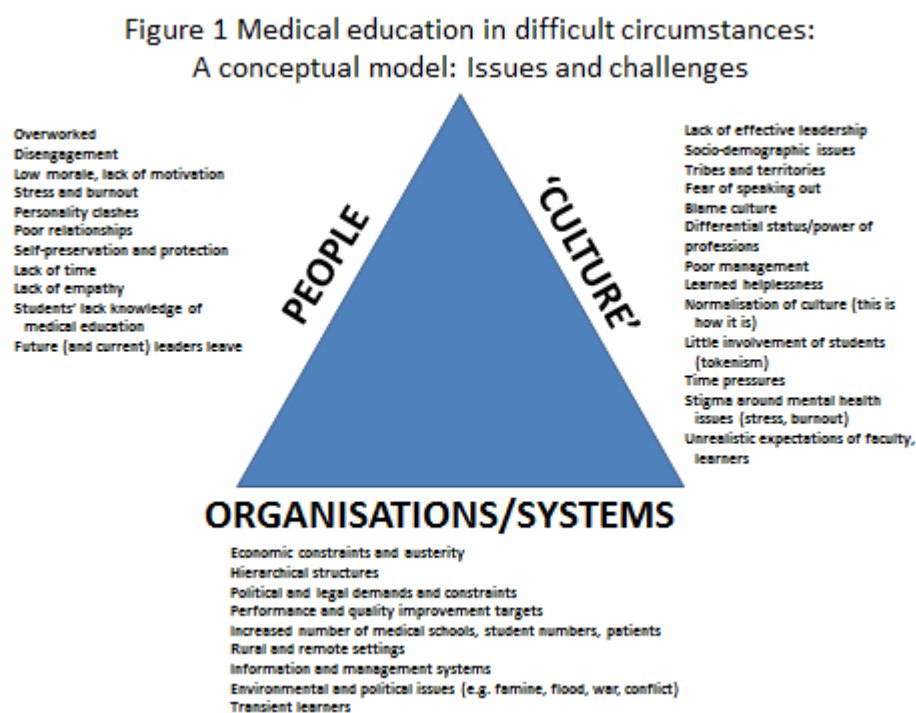 Figure 1 Medical education in difficult circumstances:
A conceptual model: Issues and challenges
Overworked
Disengagement
Low morale, lack of motivation
Stress and burnout
Personality clashes
Poor relationships
Self-preservation and protection
Lack of time
Lack of empathy
Students' lack knowledge of
medical education
Future (and current) leaders leave
PEOPLE
'CULTURE'
Lack of effective leadership
Socio-demographic issues
Tribes and territories
Fear of speaking out
Blame culture
Differential status/power of
professions
Poor management
Learned helplessness
Normalisation of culture (this is
how it is)
Little involvement of students
(tokenism)
Time pressures
Stigma around mental health
issues (stress, burnout)
Unrealistic expectations of faculty,
learners
ORGANISATIONS/SYSTEMS
Economic constraints and austerity
Hierarchical structures
Political and legal demands and constraints
Performance and quality improvement targets
Increased number of medical schools, student numbers, patients
Rural and remote settings
Information and management systems
Environmental and political issues (e.g. famine, flood, war, conflict)
Transient learners